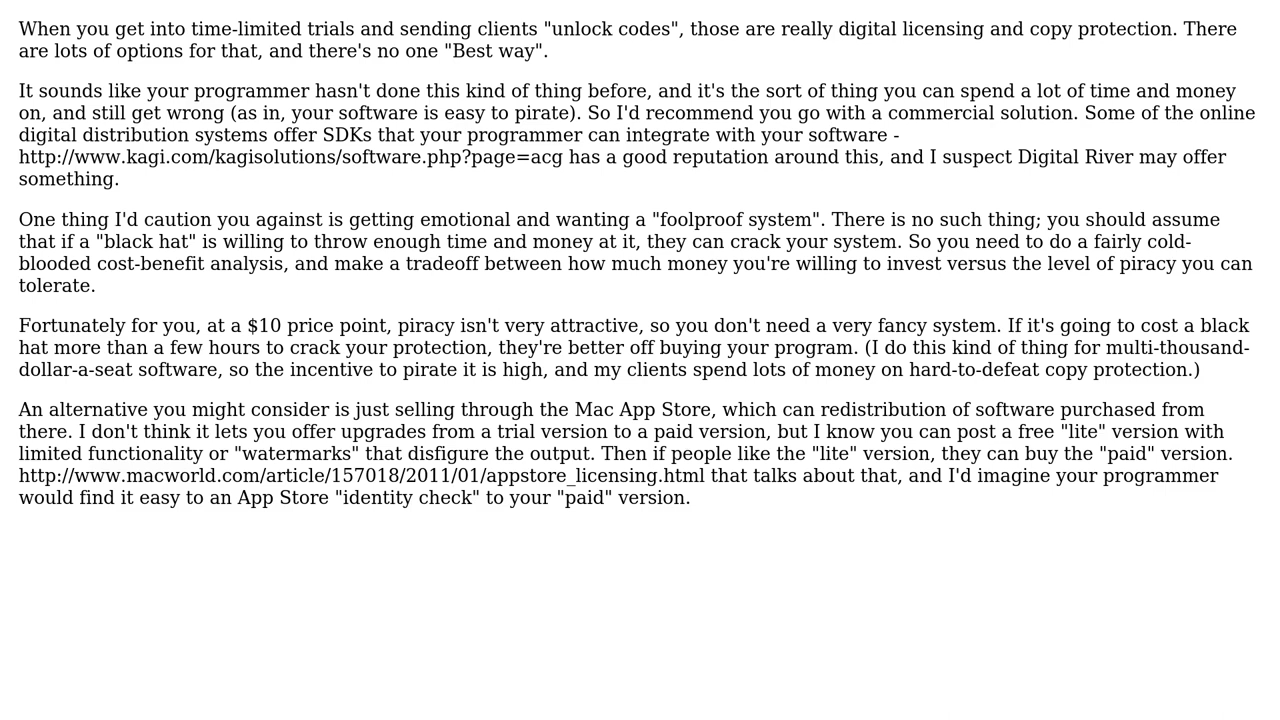 When you get into time-limited trials and sending clients "unlock codes", those are really digital licensing and copy protection. There
are lots of options for that, and there's no one "Best way".
It sounds like your programmer hasn't done this kind of thing before, and it's the sort of thing you can spend a lot of time and money
on, and still get wrong (as in, your software is easy to pirate). So I'd recommend you go with a commercial solution. Some of the online
digital distribution systems offer SDKs that your programmer can integrate with your software -
http://www.kagi.com/kagisolutions/software.php?page=acg has a good reputation around this, and I suspect Digital River may offer
something.
One thing I'd caution you against is getting emotional and wanting a "foolproof system". There is no such thing; you should assume
that if a "black hat" is willing to throw enough time and money at it, they can crack your system. So you need to do a fairly cold-
blooded cost-benefit analysis, and make a tradeoff between how much money you're willing to invest versus the level of piracy you can
tolerate.
Fortunately for you, at a $10 price point, piracy isn't very attractive, so you don't need a very fancy system. If it's going to cost a black
hat more than a few hours to crack your protection, they're better off buying your program. (I do this kind of thing for multi-thousand-
dollar-a-seat software, so the incentive to pirate it is high, and my clients spend lots of money on hard-to-defeat copy protection.)
An alternative you might consider is just selling through the Mac App Store, which can redistribution of software purchased from
there. I don't think it lets you offer upgrades from a trial version to a paid version, but I know you can post a free "lite" version with
limited functionality or "watermarks" that disfigure the output. Then if people like the "lite" version, they can buy the "paid" version.
http://www.macworld.com/article/157018/2011/01/appstore_licensing.html that talks about that, and I'd imagine your programmer
would find it easy to an App Store "identity check" to your "paid" version.